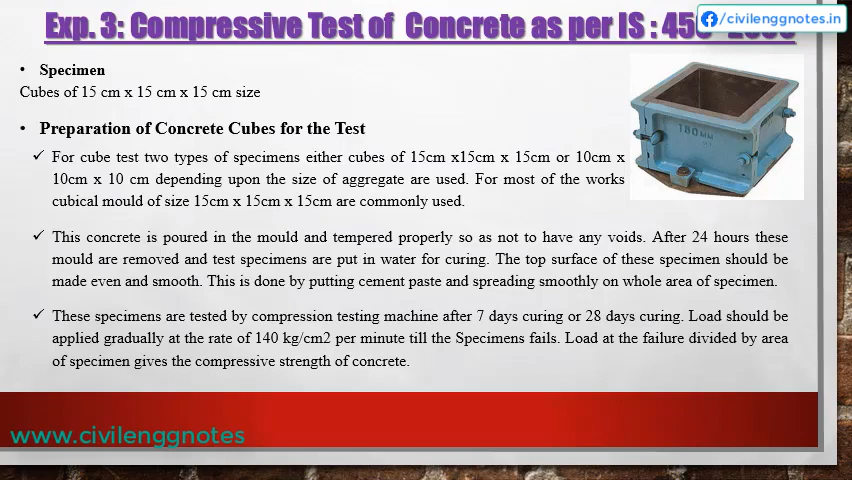 Exp. 3: Compressive Test of Concrete as per IS : 456
/civilenggnotes.in
• Specimen
Cubes of 15 cm x 15 cm x 15 cm size
• Preparation of Concrete Cubes for the Test
✓ For cube test two types of specimens either cubes of 15cm x15cm x 15cm or 10cm x
10cm x 10 cm depending upon the size of aggregate are used. For most of the works
cubical mould of size 15cm x 15cm x 15cm are commonly used.
150MM
✓ This concrete is poured in the mould and tempered properly so as not to have any voids. After 24 hours these
mould are removed and test specimens are put in water for curing. The top surface of these specimen should be
made even and smooth. This is done by putting cement paste and spreading smoothly on whole area of specimen.
✓ These specimens are tested by compression testing machine after 7 days curing or 28 days curing. Load should be
applied gradually at the rate of 140 kg/cm2 per minute till the Specimens fails. Load at the failure divided by area
of specimen gives the compressive strength of concrete.
www.civilenggnotes